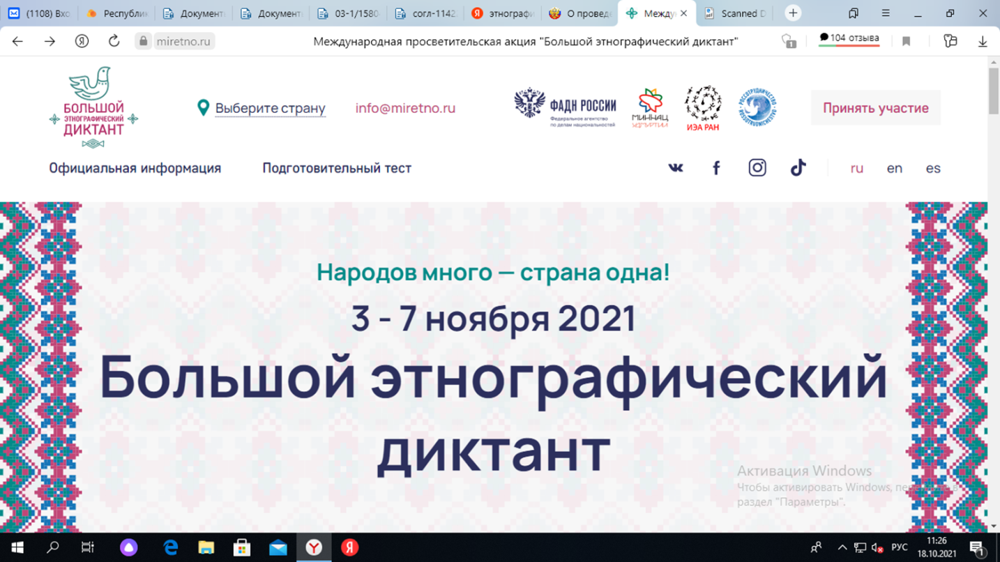 (1108) Вхо
Республик
Документ
Документ
03-1/1580
согл-1142
этнографи
О проведе
Между
Scanned D
miretno.ru
Международная просветительская акция "Большой этнографический диктант"
104 отзыва
БОЛЬШОЙ
ЭТНОГРАФИЧЕСКИЙ
ДИКТАНТ
Выберите страну
info@miretno.ru
ФАДН РОССИИ
Федеральное агентство
по делам национальностей
МИННАЦ
УДМУРТИИ
ИЭА РАН
РОССОТРУДНИЧЕСТВО
Принять участие
Официальная информация
Подготовительный тест
ru en es
Народов много — страна одна!
3 - 7 ноября 2021
Большой этнографический
диктант
Активация Windows
Чтобы активировать Windows, в
раздел "Параметры".
РУС
11:26
18.10.2021
1